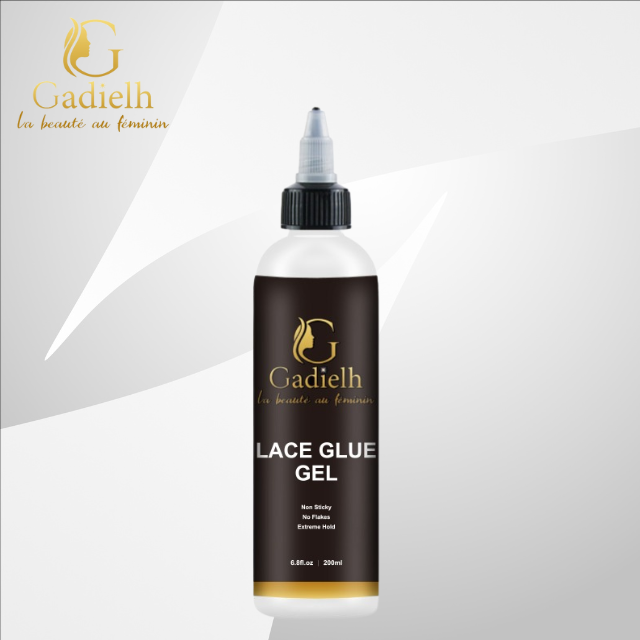 G
Gadielh
La beauté au féminin
G
Gadielh
La beauté au féminin
LACE GLUE
GEL
Non Sticky
No Flakes
Extreme Hold
6.8fl.oz | 200ml